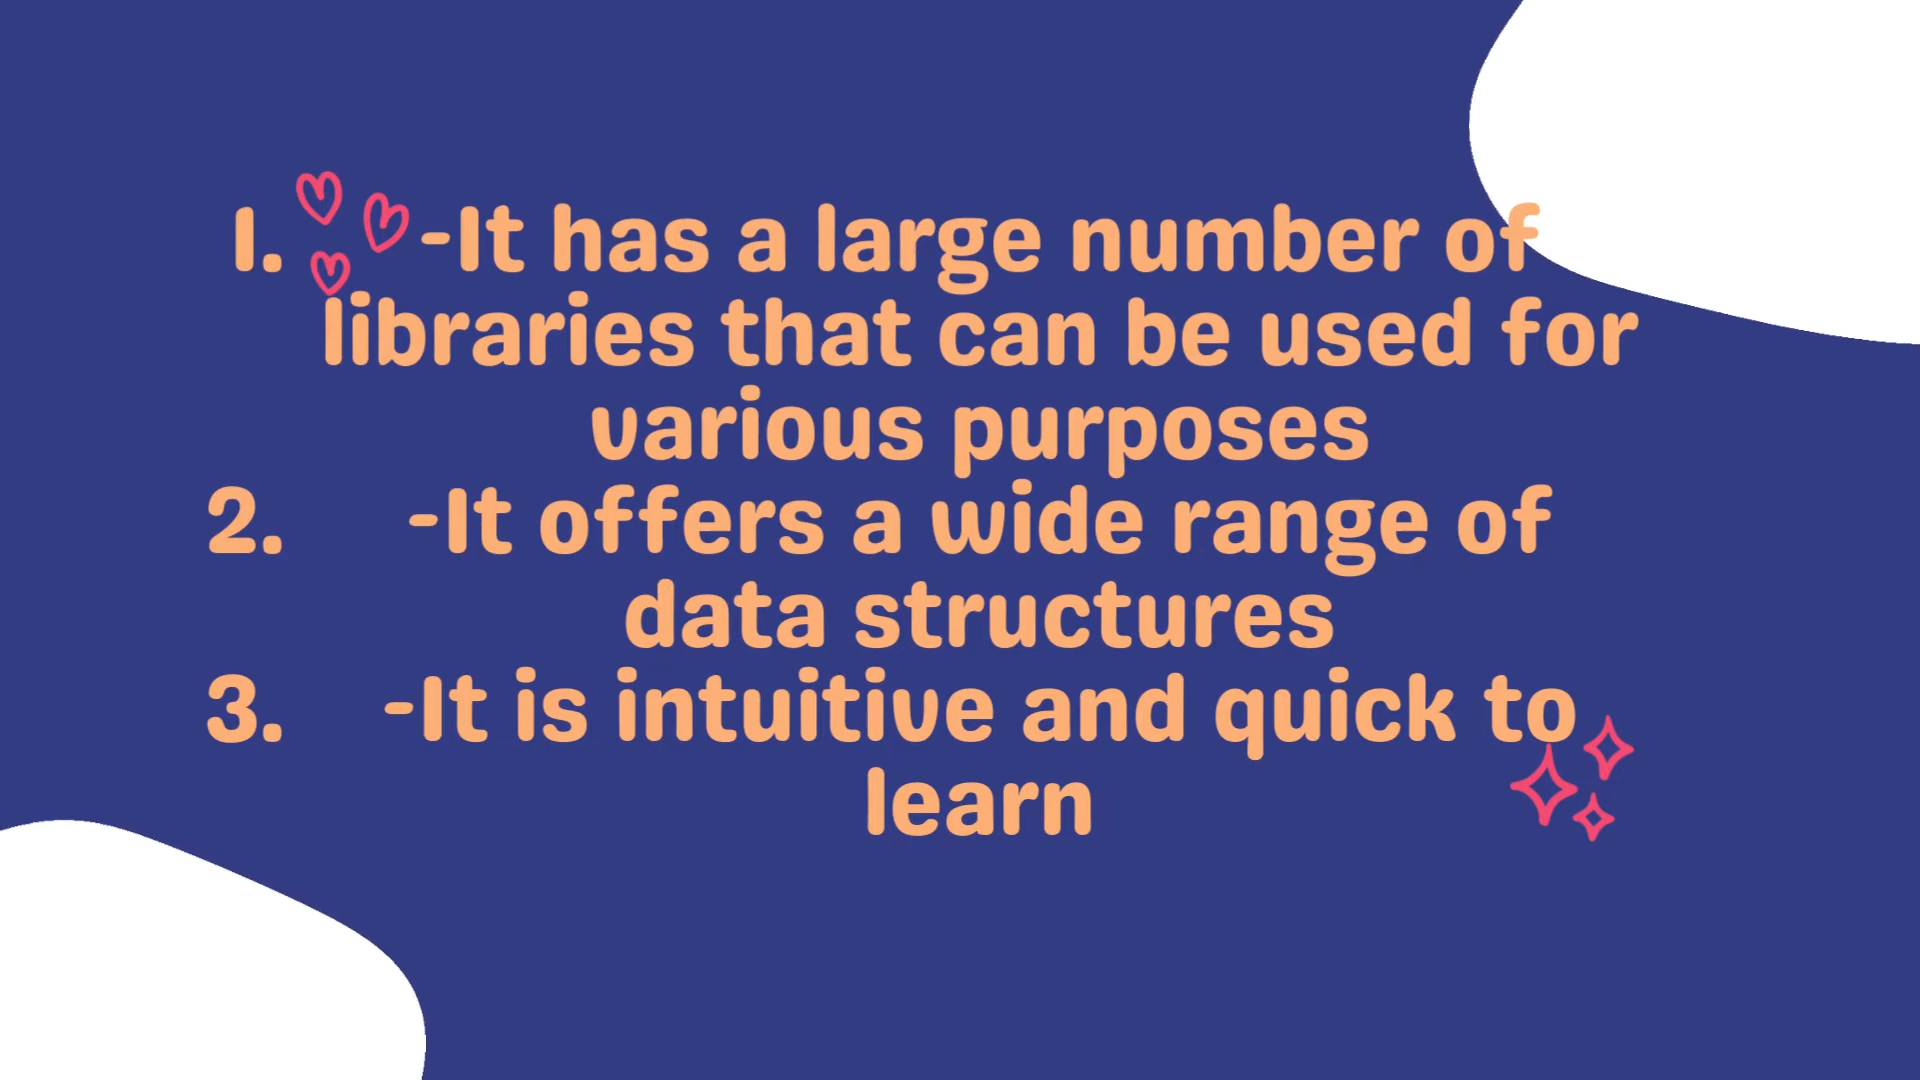 1. -It has a large number of
libraries that can be used for
various purposes
2. -It offers a wide range of
data structures
3. -It is intuitive and quick to
learn